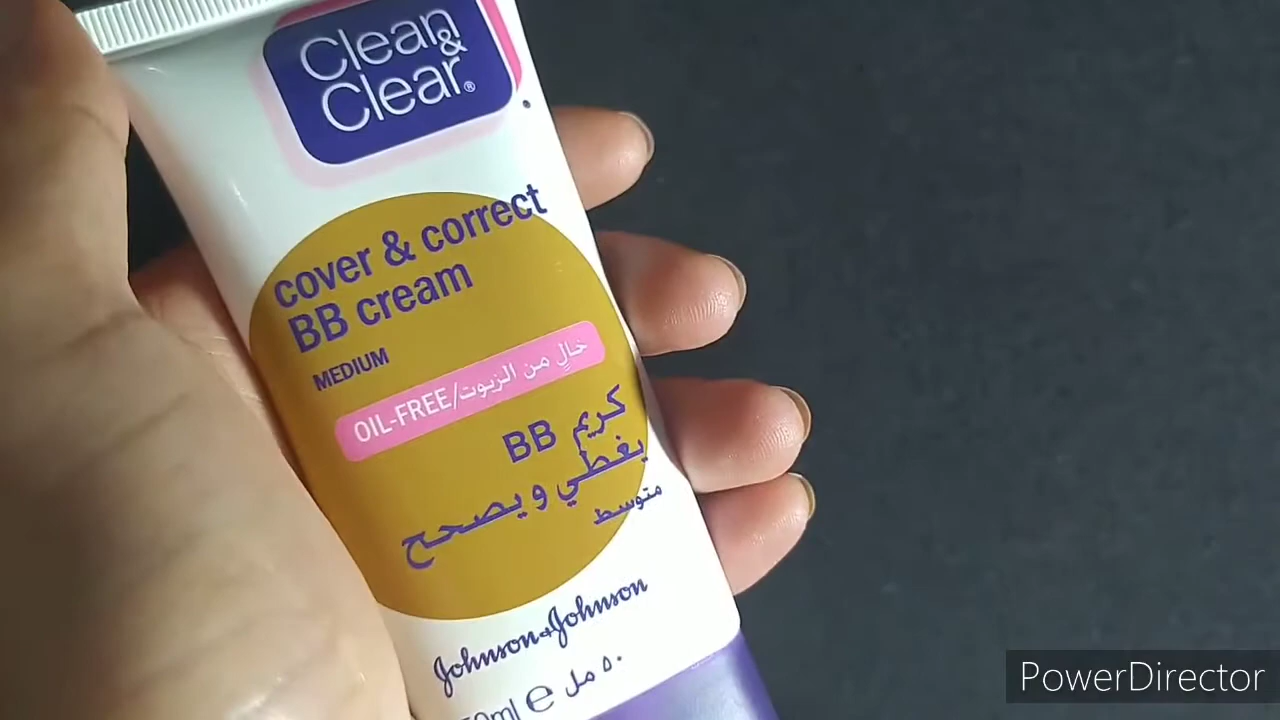 Clean &
Clear®
cover & correct
BB cream
MEDIUM
OIL-FREE/خالٍ من الزيوت
كريم BB
يغطي ويصحح
متوسط
Johnson+Johnson
50ml e ٥٠ مل
PowerDirector